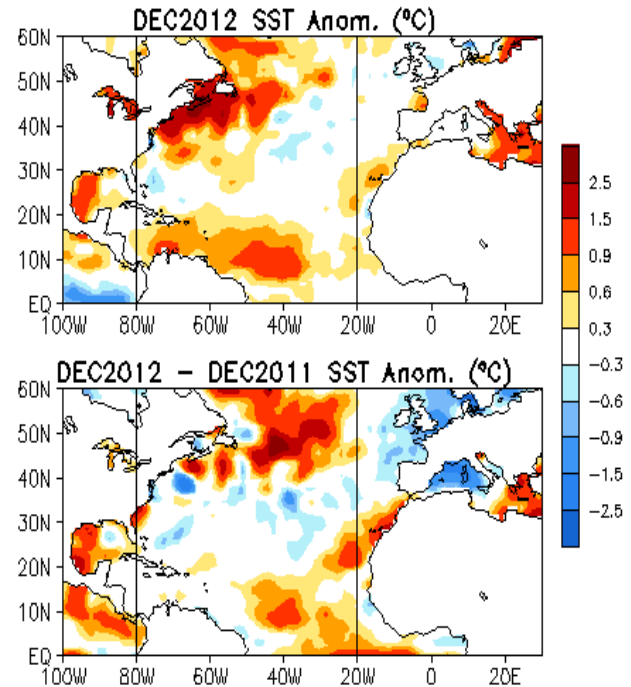 DEC2012 SST Anom. (ºC)
60N
50N
40N
30N
20N
10N
EQ
100W 80W 60W 40W 20W 0 20E
2.5
1.5
0.9
0.6
0.3
-0.3
-0.6
-0.9
-1.5
-2.5
DEC2012 - DEC2011 SST Anom. (ºC)
60N
50N
40N
30N
20N
10N
EQ
100W 80W 60W 40W 20W 0 20E